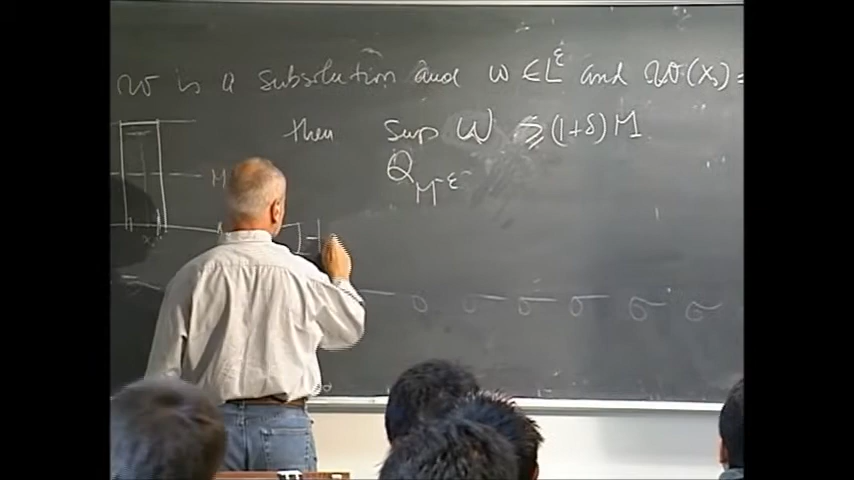 w is a subsolution and w ∈ L^ε and w(x₀) =
then sup w ≥ (1+δ) M
Q_{M^{-ε}}
M
x
σ σ σ σ σ σ